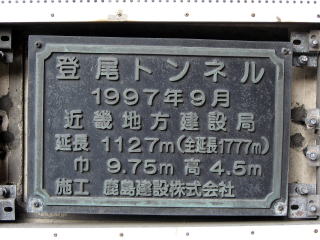 登尾トンネル
1997年9月
近畿地方建設局
延長 1127m(全延長1777m)
巾 9.75m 高4.5m
施工 鹿島建設株式会社